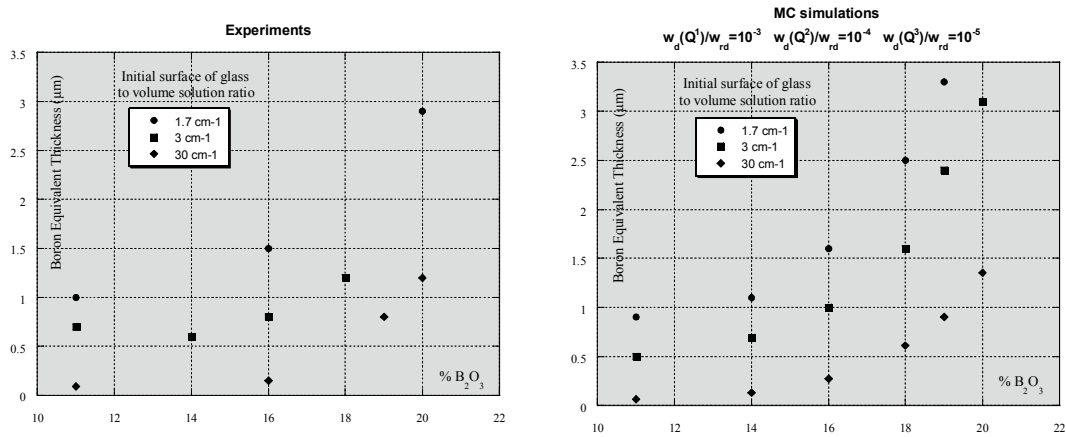 Experiments
Initial surface of glass
to volume solution ratio
1.7 cm-1
3 cm-1
30 cm-1
Boron Equivalent Thickness (µm)
3.5
3
2.5
2
1.5
1
0.5
0
10
12
14
16
18
20
22
% B2O3
MC simulations
wd(Q1)/wrd=10-3 wd(Q2)/wrd=10-4 wd(Q3)/wrd=10-5
Initial surface of glass
to volume solution ratio
1.7 cm-1
3 cm-1
30 cm-1
Boron Equivalent Thickness (µm)
3.5
3
2.5
2
1.5
1
0.5
0
10
12
14
16
18
20
22
% B2O3